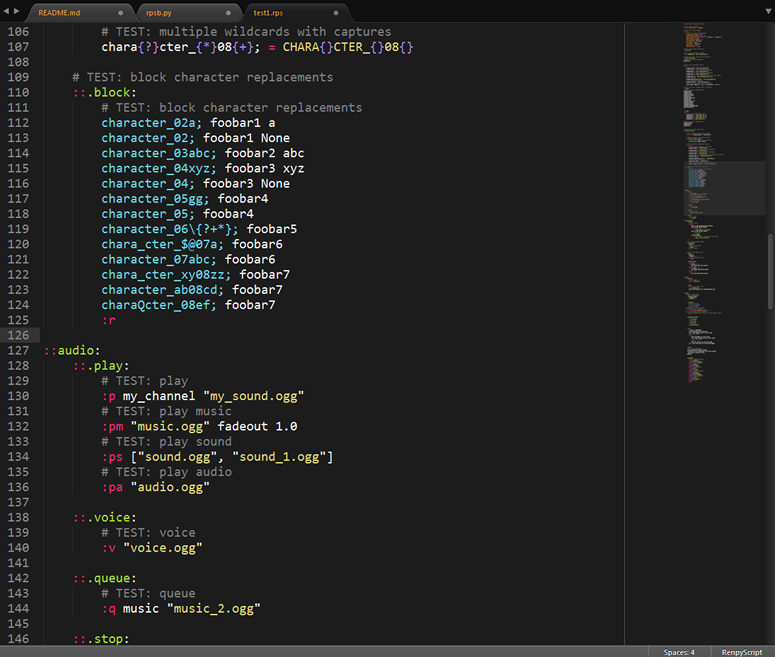 README.md rpsb.py test1.rps
106         # TEST: multiple wildcards with captures
107         chara{?}cter_{*}08{+}; = CHARA{}CTER_{}08{}
108
109     # TEST: block character replacements
110     ::.block:
111         # TEST: block character replacements
112         character_02a; foobar1 a
113         character_02; foobar1 None
114         character_03abc; foobar2 abc
115         character_04xyz; foobar3 xyz
116         character_04; foobar3 None
117         character_05gg; foobar4
118         character_05; foobar4
119         character_06\{?+*}; foobar5
120         chara_cter_$@07a; foobar6
121         character_07abc; foobar6
122         chara_cter_xy08zz; foobar7
123         character_ab08cd; foobar7
124         charaQcter_08ef; foobar7
125         :r
126
127 ::audio:
128     ::.play:
129         # TEST: play
130         :p my_channel "my_sound.ogg"
131         # TEST: play music
132         :pm "music.ogg" fadeout 1.0
133         # TEST: play sound
134         :ps ["sound.ogg", "sound_1.ogg"]
135         # TEST: play audio
136         :pa "audio.ogg"
137
138     ::.voice:
139         # TEST: voice
140         :v "voice.ogg"
141
142     ::.queue:
143         # TEST: queue
144         :q music "music_2.ogg"
145
146     ::.stop:
Spaces: 4 RenpyScript